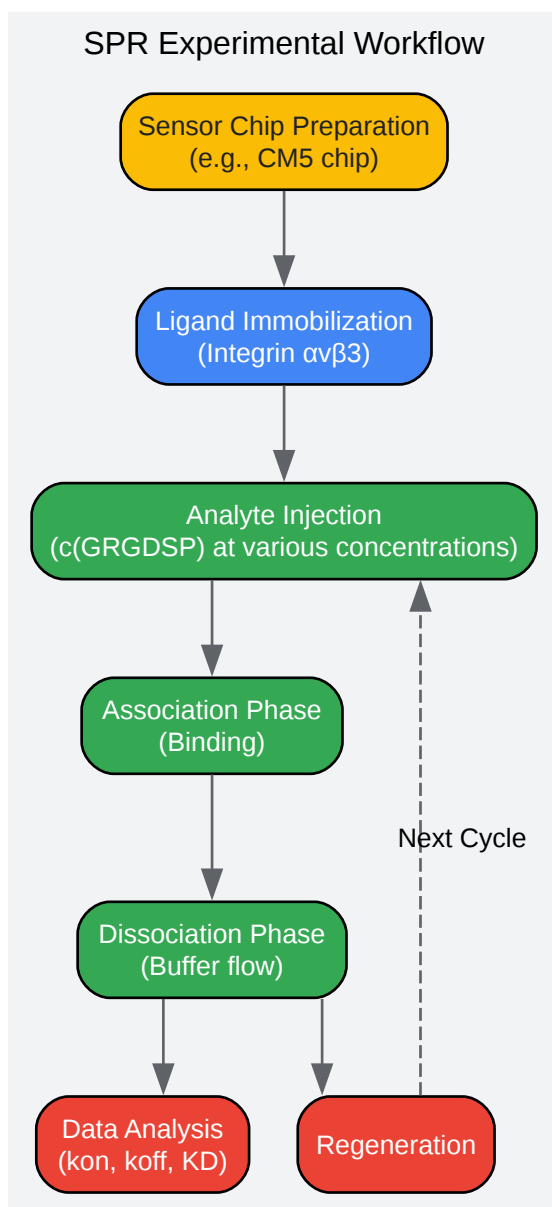 SPR Experimental Workflow
Sensor Chip Preparation
(e.g., CM5 chip)
Ligand Immobilization
(Integrin αvβ3)
Analyte Injection
(c(GRGDSP) at various concentrations)
Association Phase
(Binding)
Next Cycle
Dissociation Phase
(Buffer flow)
Data Analysis
(kon, koff, KD)
Regeneration